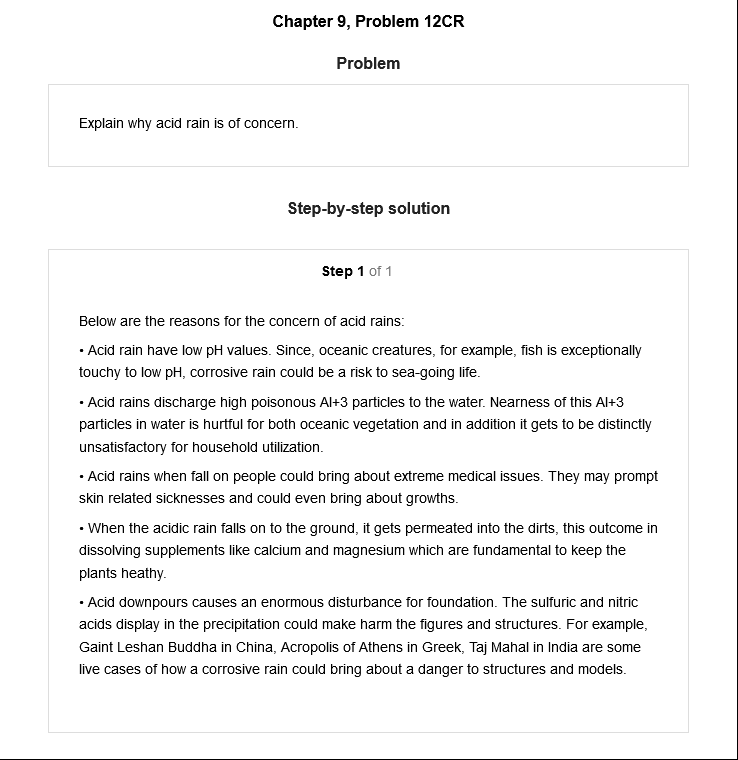 Chapter 9, Problem 12CR
Problem
Explain why acid rain is of concern.
Step-by-step solution
Step 1 of 1
Below are the reasons for the concern of acid rains:
• Acid rain have low pH values. Since, oceanic creatures, for example, fish is exceptionally
touchy to low pH, corrosive rain could be a risk to sea-going life.
• Acid rains discharge high poisonous Al+3 particles to the water. Nearness of this Al+3
particles in water is hurtful for both oceanic vegetation and in addition it gets to be distinctly
unsatisfactory for household utilization.
• Acid rains when fall on people could bring about extreme medical issues. They may prompt
skin related sicknesses and could even bring about growths.
• When the acidic rain falls on to the ground, it gets permeated into the dirts, this outcome in
dissolving supplements like calcium and magnesium which are fundamental to keep the
plants heathy.
• Acid downpours causes an enormous disturbance for foundation. The sulfuric and nitric
acids display in the precipitation could make harm the figures and structures. For example,
Gaint Leshan Buddha in China, Acropolis of Athens in Greek, Taj Mahal in India are some
live cases of how a corrosive rain could bring about a danger to structures and models.